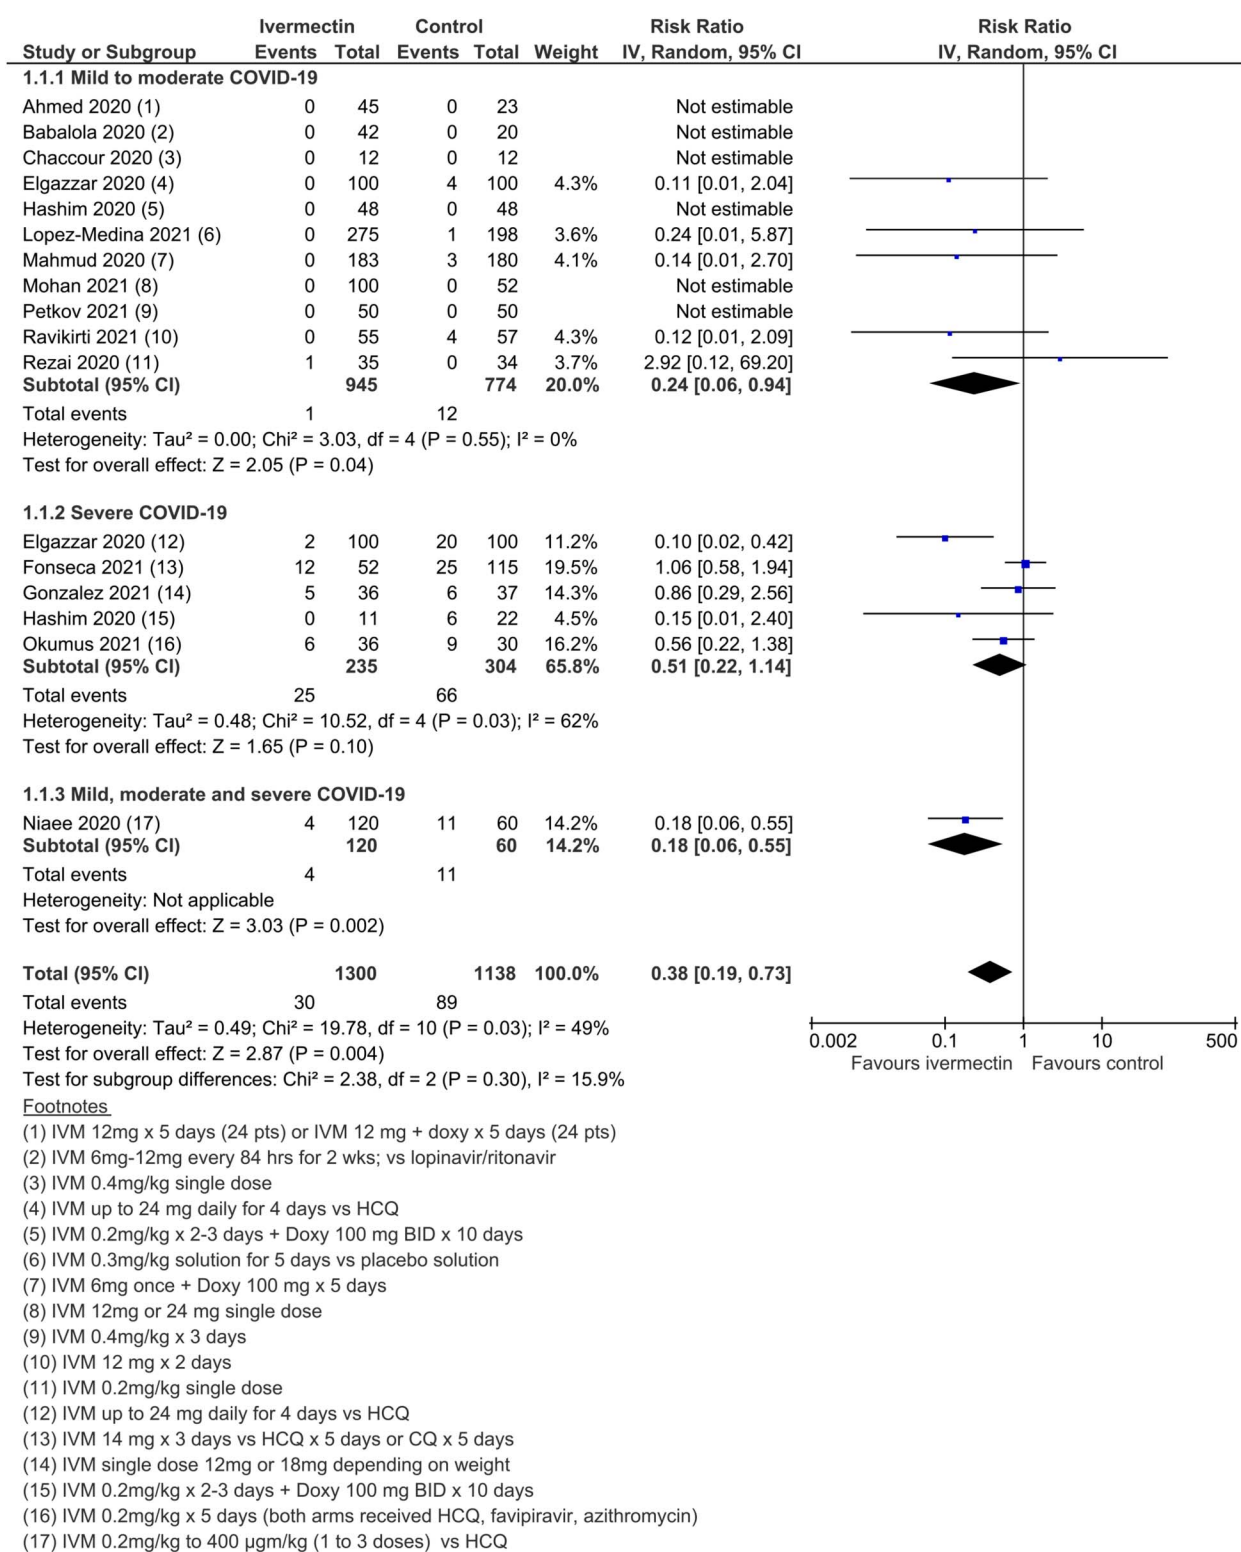 Ivermectin Control Risk Ratio Risk Ratio
Study or Subgroup Events Total Events Total Weight IV, Random, 95% CI IV, Random, 95% CI
1.1.1 Mild to moderate COVID-19
Ahmed 2020 (1) 0 45 0 23 Not estimable
Babalola 2020 (2) 0 42 0 20 Not estimable
Chaccour 2020 (3) 0 12 0 12 Not estimable
Elgazzar 2020 (4) 0 100 4 100 4.3% 0.11 [0.01, 2.04]
Hashim 2020 (5) 0 48 0 48 Not estimable
Lopez-Medina 2021 (6) 0 275 1 198 3.6% 0.24 [0.01, 5.87]
Mahmud 2020 (7) 0 183 3 180 4.1% 0.14 [0.01, 2.70]
Mohan 2021 (8) 0 100 0 52 Not estimable
Petkov 2021 (9) 0 50 0 50 Not estimable
Ravikirti 2021 (10) 0 55 4 57 4.3% 0.12 [0.01, 2.09]
Rezai 2020 (11) 1 35 0 34 3.7% 2.92 [0.12, 69.20]
Subtotal (95% CI) 945 774 20.0% 0.24 [0.06, 0.94]
Total events 1 12
Heterogeneity: Tau² = 0.00; Chi² = 3.03, df = 4 (P = 0.55); I² = 0%
Test for overall effect: Z = 2.05 (P = 0.04)
1.1.2 Severe COVID-19
Elgazzar 2020 (12) 2 100 20 100 11.2% 0.10 [0.02, 0.42]
Fonseca 2021 (13) 12 52 25 115 19.5% 1.06 [0.58, 1.94]
Gonzalez 2021 (14) 5 36 6 37 14.3% 0.86 [0.29, 2.56]
Hashim 2020 (15) 0 11 6 22 4.5% 0.15 [0.01, 2.40]
Okumus 2021 (16) 6 36 9 30 16.2% 0.56 [0.22, 1.38]
Subtotal (95% CI) 235 304 65.8% 0.51 [0.22, 1.14]
Total events 25 66
Heterogeneity: Tau² = 0.48; Chi² = 10.52, df = 4 (P = 0.03); I² = 62%
Test for overall effect: Z = 1.65 (P = 0.10)
1.1.3 Mild, moderate and severe COVID-19
Niaee 2020 (17) 4 120 11 60 14.2% 0.18 [0.06, 0.55]
Subtotal (95% CI) 120 60 14.2% 0.18 [0.06, 0.55]
Total events 4 11
Heterogeneity: Not applicable
Test for overall effect: Z = 3.03 (P = 0.002)
Total (95% CI) 1300 1138 100.0% 0.38 [0.19, 0.73]
Total events 30 89
Heterogeneity: Tau² = 0.49; Chi² = 19.78, df = 10 (P = 0.03); I² = 49%
Test for overall effect: Z = 2.87 (P = 0.004)
Test for subgroup differences: Chi² = 2.38, df = 2 (P = 0.30), I² = 15.9%
0.002 0.1 1 10 500
Favours ivermectin Favours control
Footnotes
(1) IVM 12mg x 5 days (24 pts) or IVM 12 mg + doxy x 5 days (24 pts)
(2) IVM 6mg-12mg every 84 hrs for 2 wks; vs lopinavir/ritonavir
(3) IVM 0.4mg/kg single dose
(4) IVM up to 24 mg daily for 4 days vs HCQ
(5) IVM 0.2mg/kg x 2-3 days + Doxy 100 mg BID x 10 days
(6) IVM 0.3mg/kg solution for 5 days vs placebo solution
(7) IVM 6mg once + Doxy 100 mg x 5 days
(8) IVM 12mg or 24 mg single dose
(9) IVM 0.4mg/kg x 3 days
(10) IVM 12 mg x 2 days
(11) IVM 0.2mg/kg single dose
(12) IVM up to 24 mg daily for 4 days vs HCQ
(13) IVM 14 mg x 3 days vs HCQ x 5 days or CQ x 5 days
(14) IVM single dose 12mg or 18mg depending on weight
(15) IVM 0.2mg/kg x 2-3 days + Doxy 100 mg BID x 10 days
(16) IVM 0.2mg/kg x 5 days (both arms received HCQ, favipiravir, azithromycin)
(17) IVM 0.2mg/kg to 400 µgm/kg (1 to 3 doses) vs HCQ